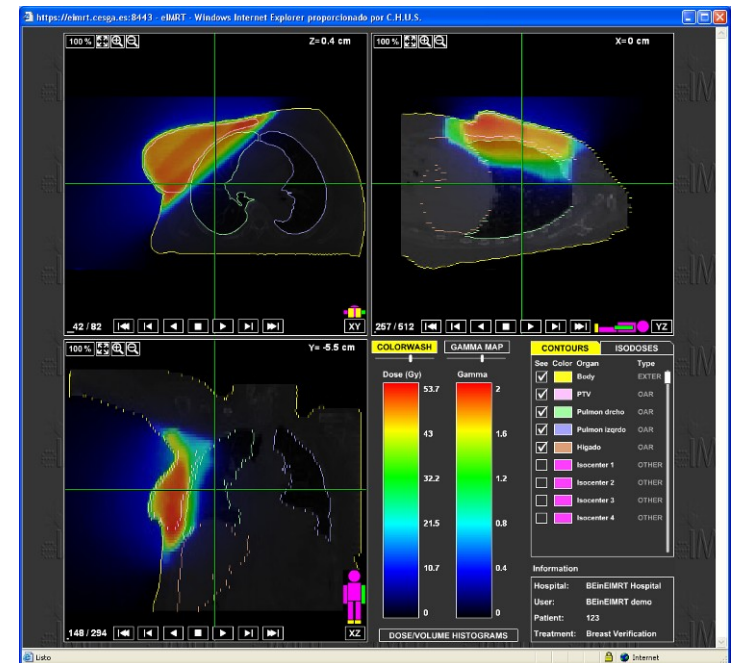 https://eimrt.cesga.es:8443 - eIMRT - Windows Internet Explorer proporcionado por C.H.U.S.
100 %
Z=0.4 cm
42 / 82
XY
100 %
X=0 cm
257 / 512
YZ
100 %
Y= -5.5 cm
148 / 294
XZ
COLORWASH
GAMMA MAP
Dose (Gy)
Gamma
53.7
2
43
1.6
32.2
1.2
21.5
0.8
10.7
0.4
0
0
DOSE/VOLUME HISTOGRAMS
CONTOURS
ISODOSES
See Color Organ Type
Body EXTER
PTV OAR
Pulmon drcho OAR
Pulmon izqrdo OAR
Higado OAR
Isocenter 1 OTHER
Isocenter 2 OTHER
Isocenter 3 OTHER
Isocenter 4 OTHER
Information
Hospital: BEinEIMRT Hospital
User: BEinEIMRT demo
Patient: 123
Treatment: Breast Verification
Listo
Internet